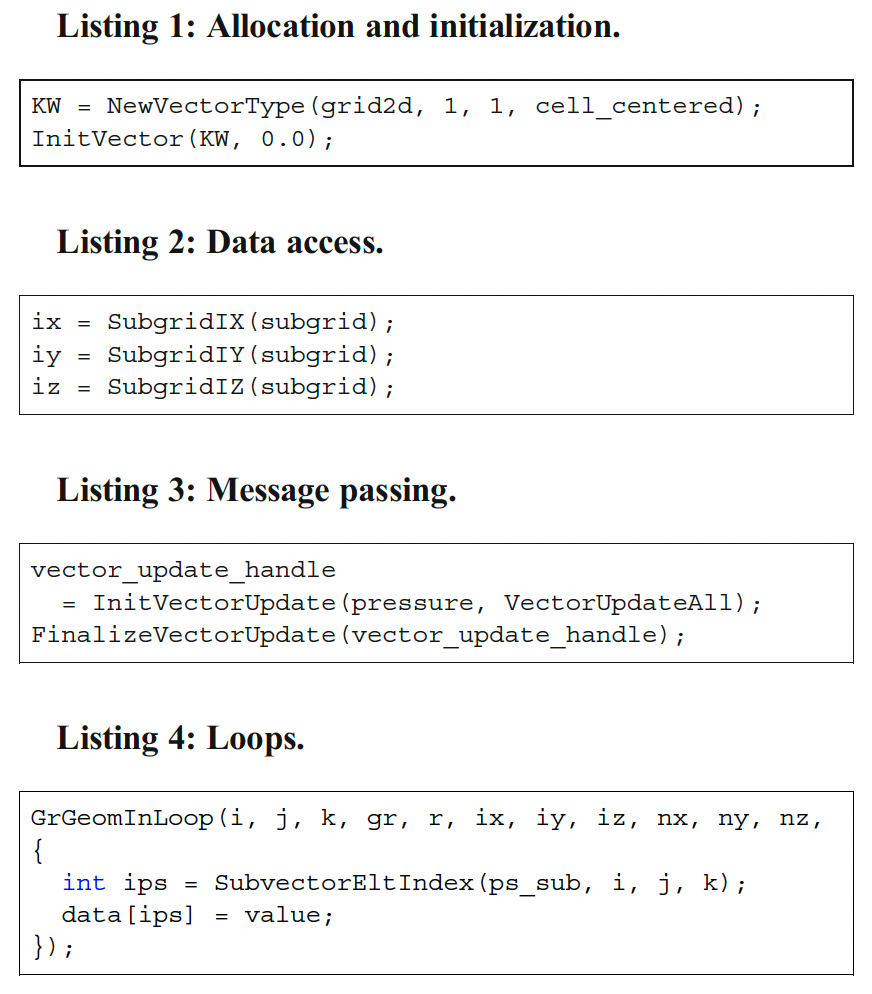 Listing 1: Allocation and initialization.
KW = NewVectorType(grid2d, 1, 1, cell_centered);
InitVector(KW, 0.0);
Listing 2: Data access.
ix = SubgridIX(subgrid);
iy = SubgridIY(subgrid);
iz = SubgridIZ(subgrid);
Listing 3: Message passing.
vector_update_handle
  = InitVectorUpdate(pressure, VectorUpdateAll);
FinalizeVectorUpdate(vector_update_handle);
Listing 4: Loops.
GrGeomInLoop(i, j, k, gr, r, ix, iy, iz, nx, ny, nz,
{
  int ips = SubvectorEltIndex(ps_sub, i, j, k);
  data[ips] = value;
});